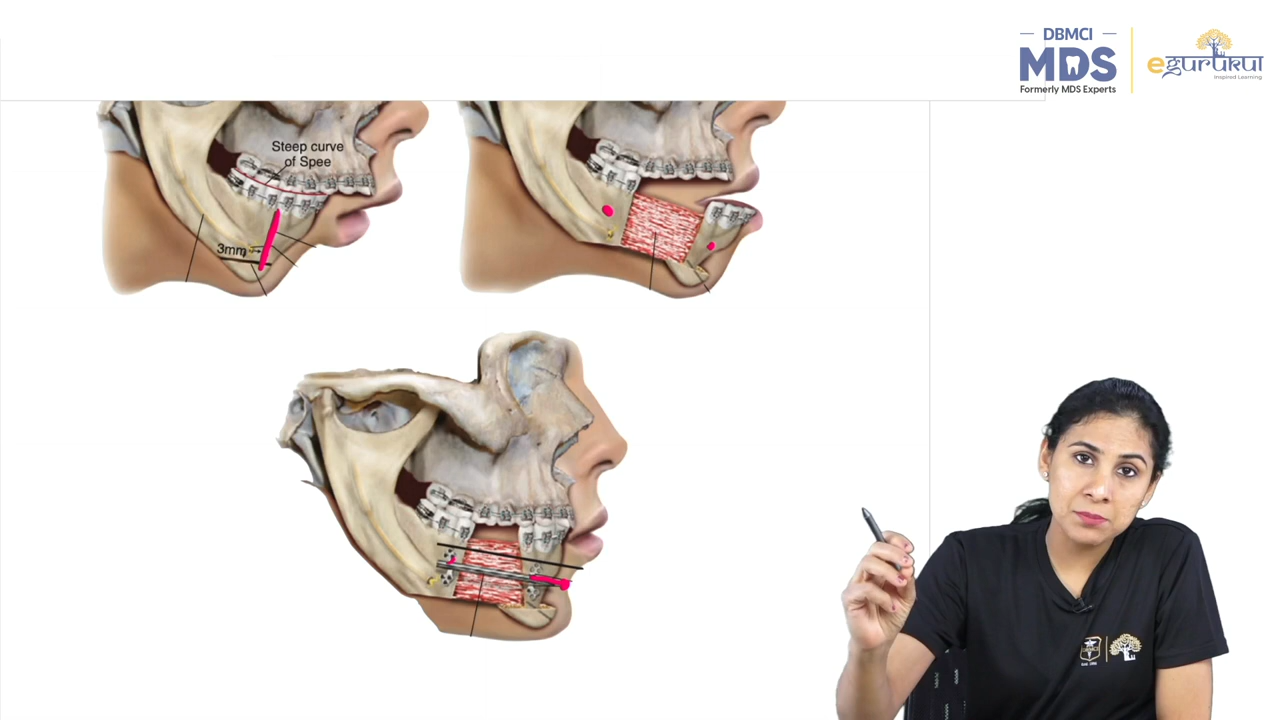 DBMCI
MDS
Formerly MDS Experts
egurukul
Inspired Learning
Steep curve
of Spee
3mm